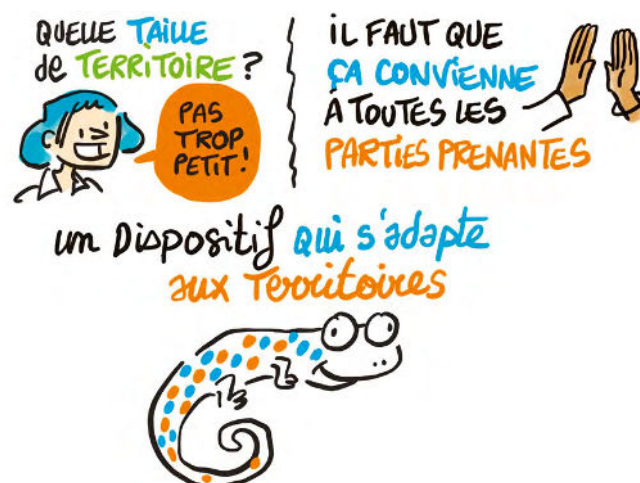 QUELLE TAILLE
de TERRITOIRE ?
PAS
TROP
PETIT !
IL FAUT QUE
ÇA CONVIENNE
À TOUTES LES
PARTIES PRENANTES
un Dispositif qui s'adapte
aux Territoires